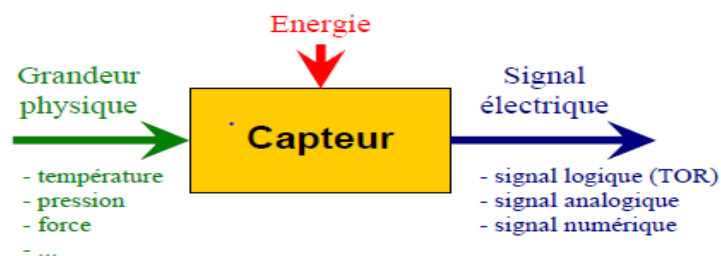 Energie
Grandeur
physique
- température
- pression
- force
- ...
Capteur
Signal
électrique
- signal logique (TOR)
- signal analogique
- signal numérique